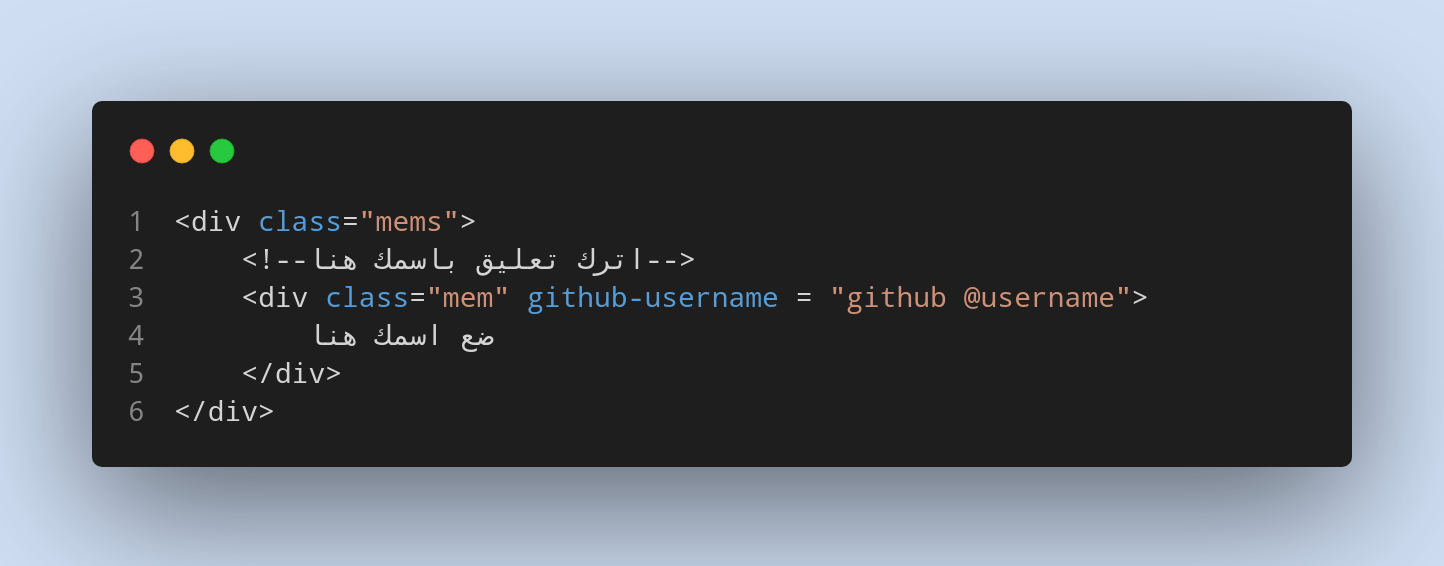 1 <div class="mems">
2 <!--اترك تعليق باسمك هنا-->
3 <div class="mem" github-username = "github @username">
4 ضع اسمك هنا
5 </div>
6 </div>